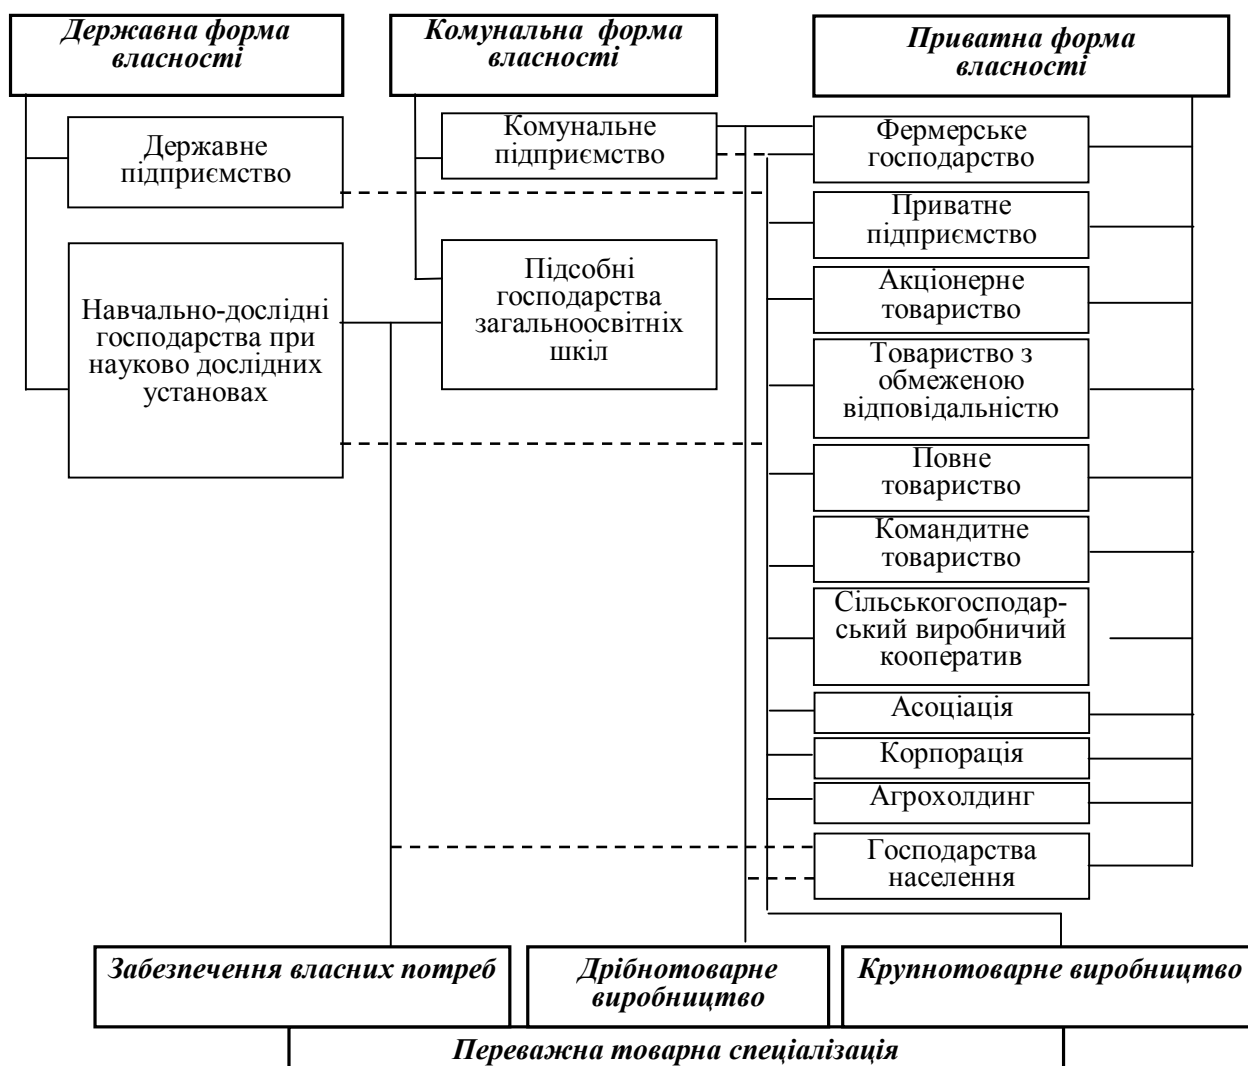 Державна форма
власності
Комунальна форма
власності
Приватна форма
власності
Державне
підприємство
Навчально-дослідні
господарства при
науково дослідних
установах
Комунальне
підприємство
Підсобні
господарства
загальноосвітніх
шкіл
Фермерське
господарство
Приватне
підприємство
Акціонерне
товариство
Товариство з
обмеженою
відповідальністю
Повне
товариство
Командитне
товариство
Сільськогосподар-
ський виробничий
кооператив
Асоціація
Корпорація
Агрохолдинг
Господарства
населення
Забезпечення власних потреб
Дрібнотоварне
виробництво
Крупнотоварне виробництво
Переважна товарна спеціалізація